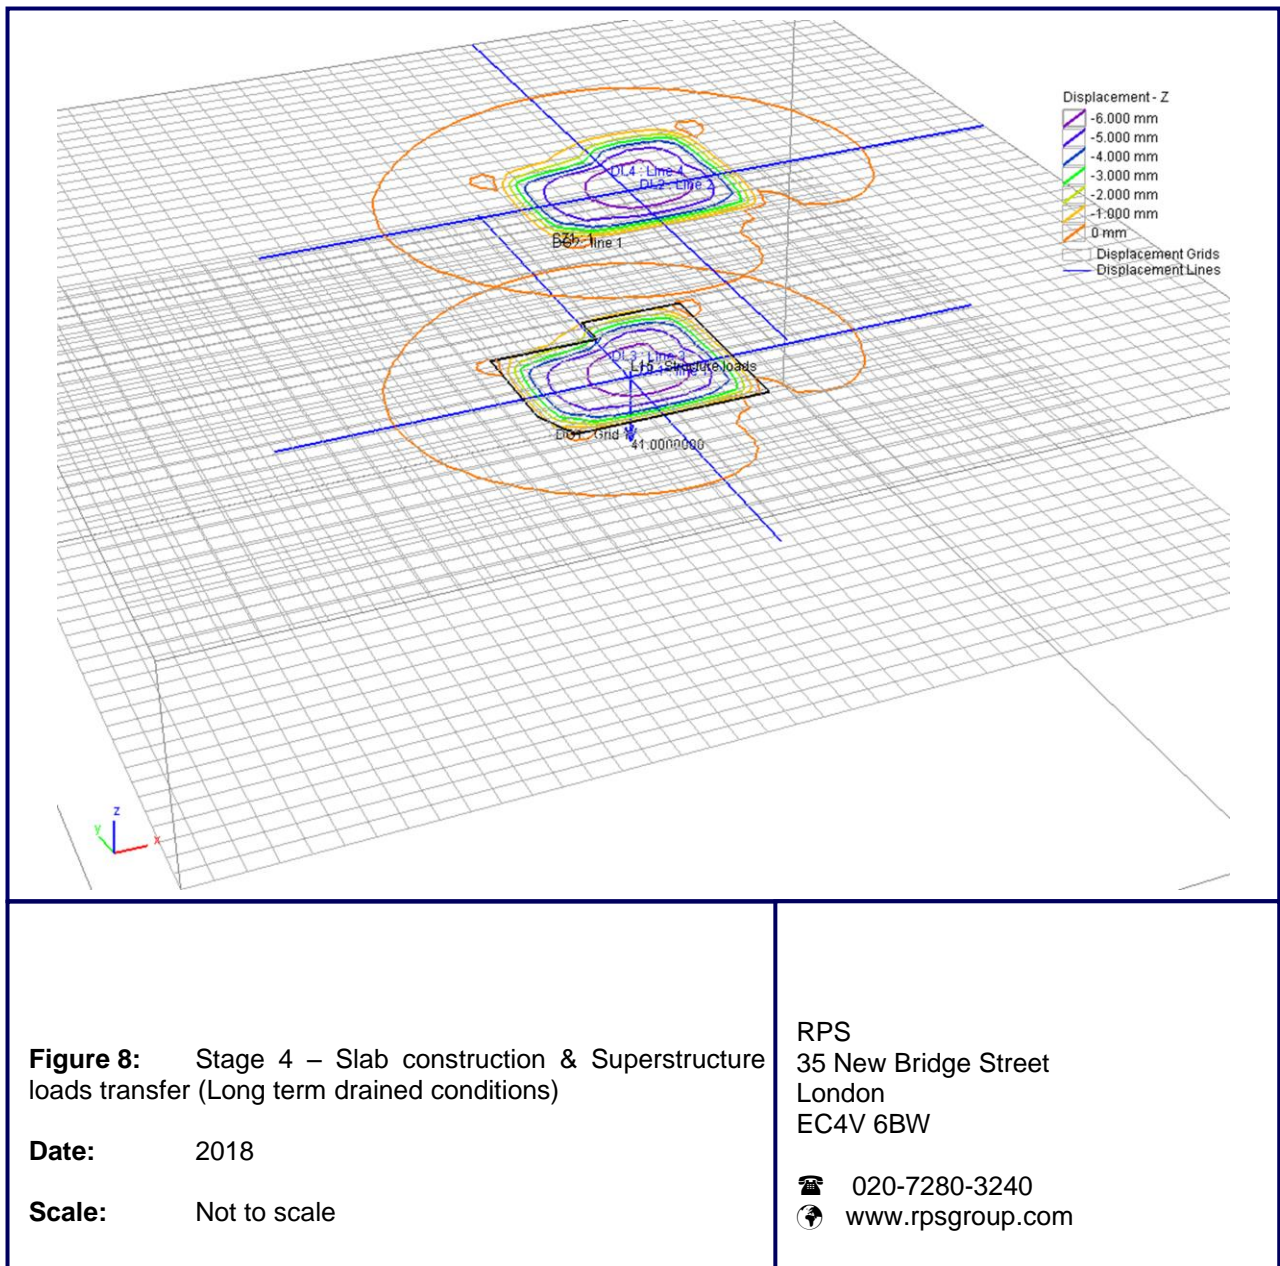 Displacement - Z
-6.000 mm
-5.000 mm
-4.000 mm
-3.000 mm
-2.000 mm
-1.000 mm
0 mm
Displacement Grids
Displacement Lines
DL4 : Line 4
DL2 : Line 2
line 1
DL3 : Line 3
Structure loads
Grid
41.0000000
z
y
x
Figure 8: Stage 4 – Slab construction & Superstructure
loads transfer (Long term drained conditions)
Date: 2018
Scale: Not to scale
RPS
35 New Bridge Street
London
EC4V 6BW
020-7280-3240
www.rpsgroup.com